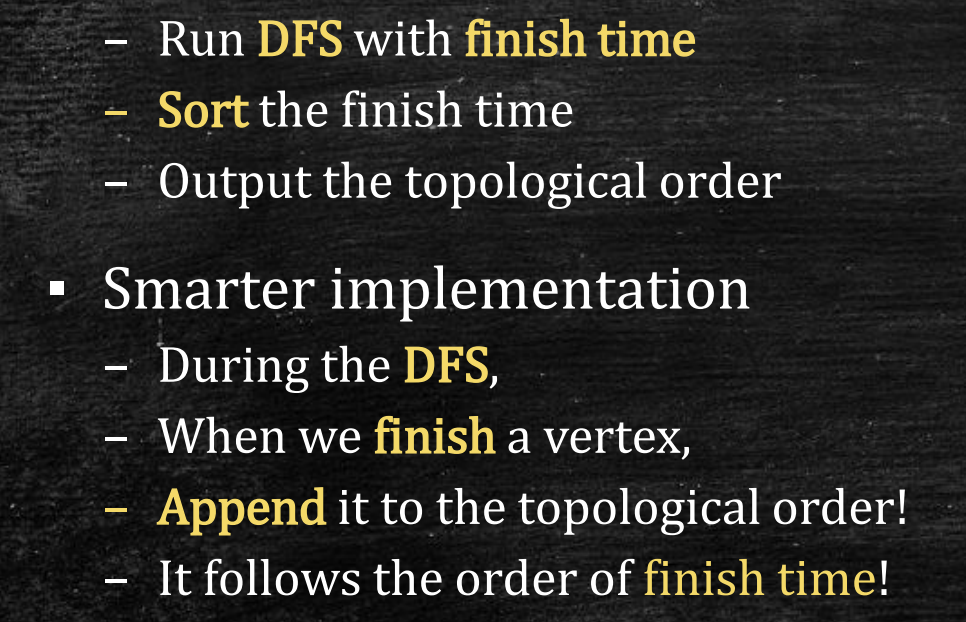 – Run DFS with finish time
– Sort the finish time
– Output the topological order
▪ Smarter implementation
– During the DFS,
– When we finish a vertex,
– Append it to the topological order!
– It follows the order of finish time!